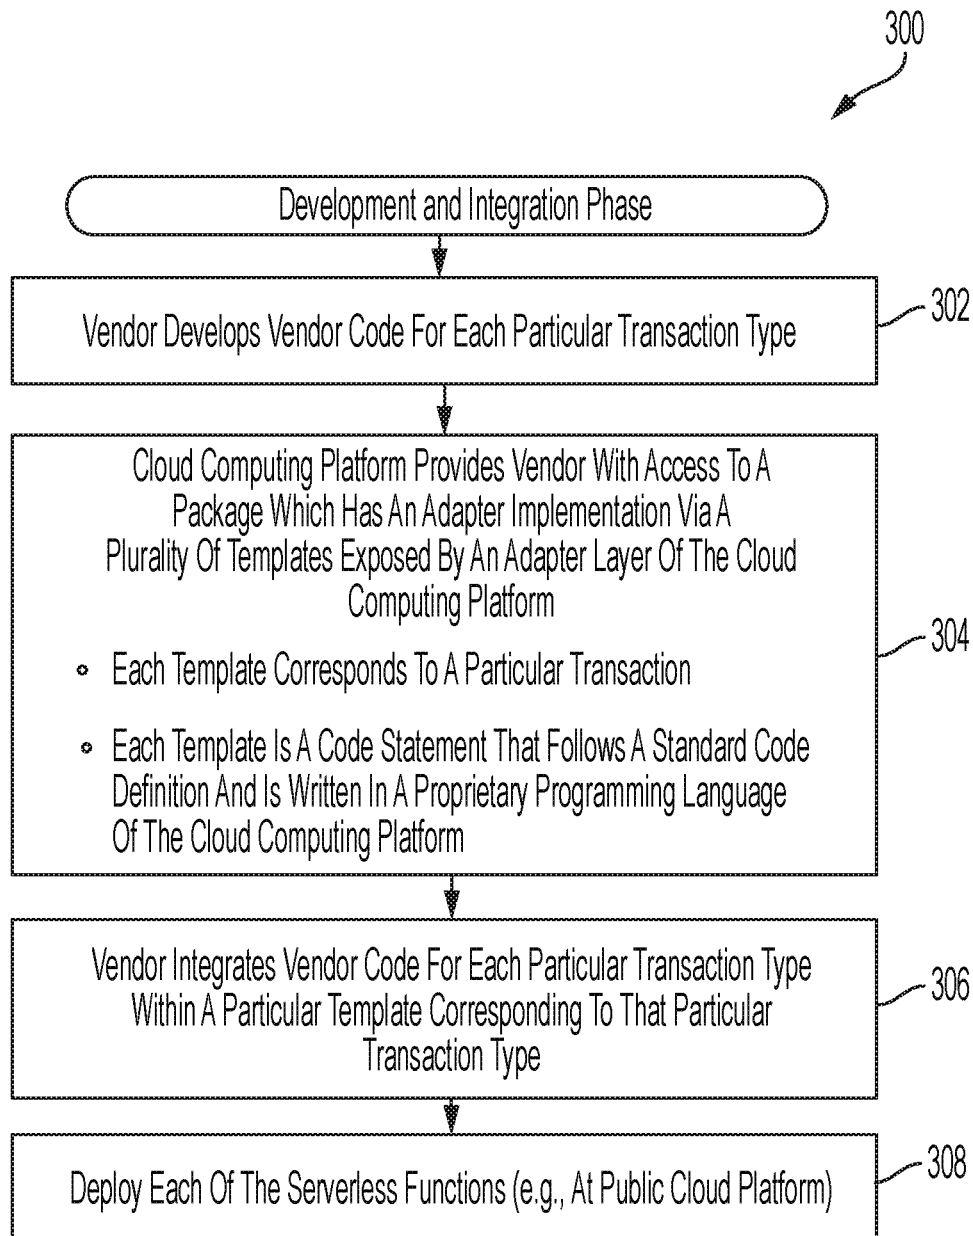 300
Development and Integration Phase
Vendor Develops Vendor Code For Each Particular Transaction Type
302
Cloud Computing Platform Provides Vendor With Access To A
Package Which Has An Adapter Implementation Via A
Plurality Of Templates Exposed By An Adapter Layer Of The Cloud
Computing Platform
• Each Template Corresponds To A Particular Transaction
• Each Template Is A Code Statement That Follows A Standard Code
Definition And Is Written In A Proprietary Programming Language
Of The Cloud Computing Platform
304
Vendor Integrates Vendor Code For Each Particular Transaction Type
Within A Particular Template Corresponding To That Particular
Transaction Type
306
Deploy Each Of The Serverless Functions (e.g., At Public Cloud Platform)
308